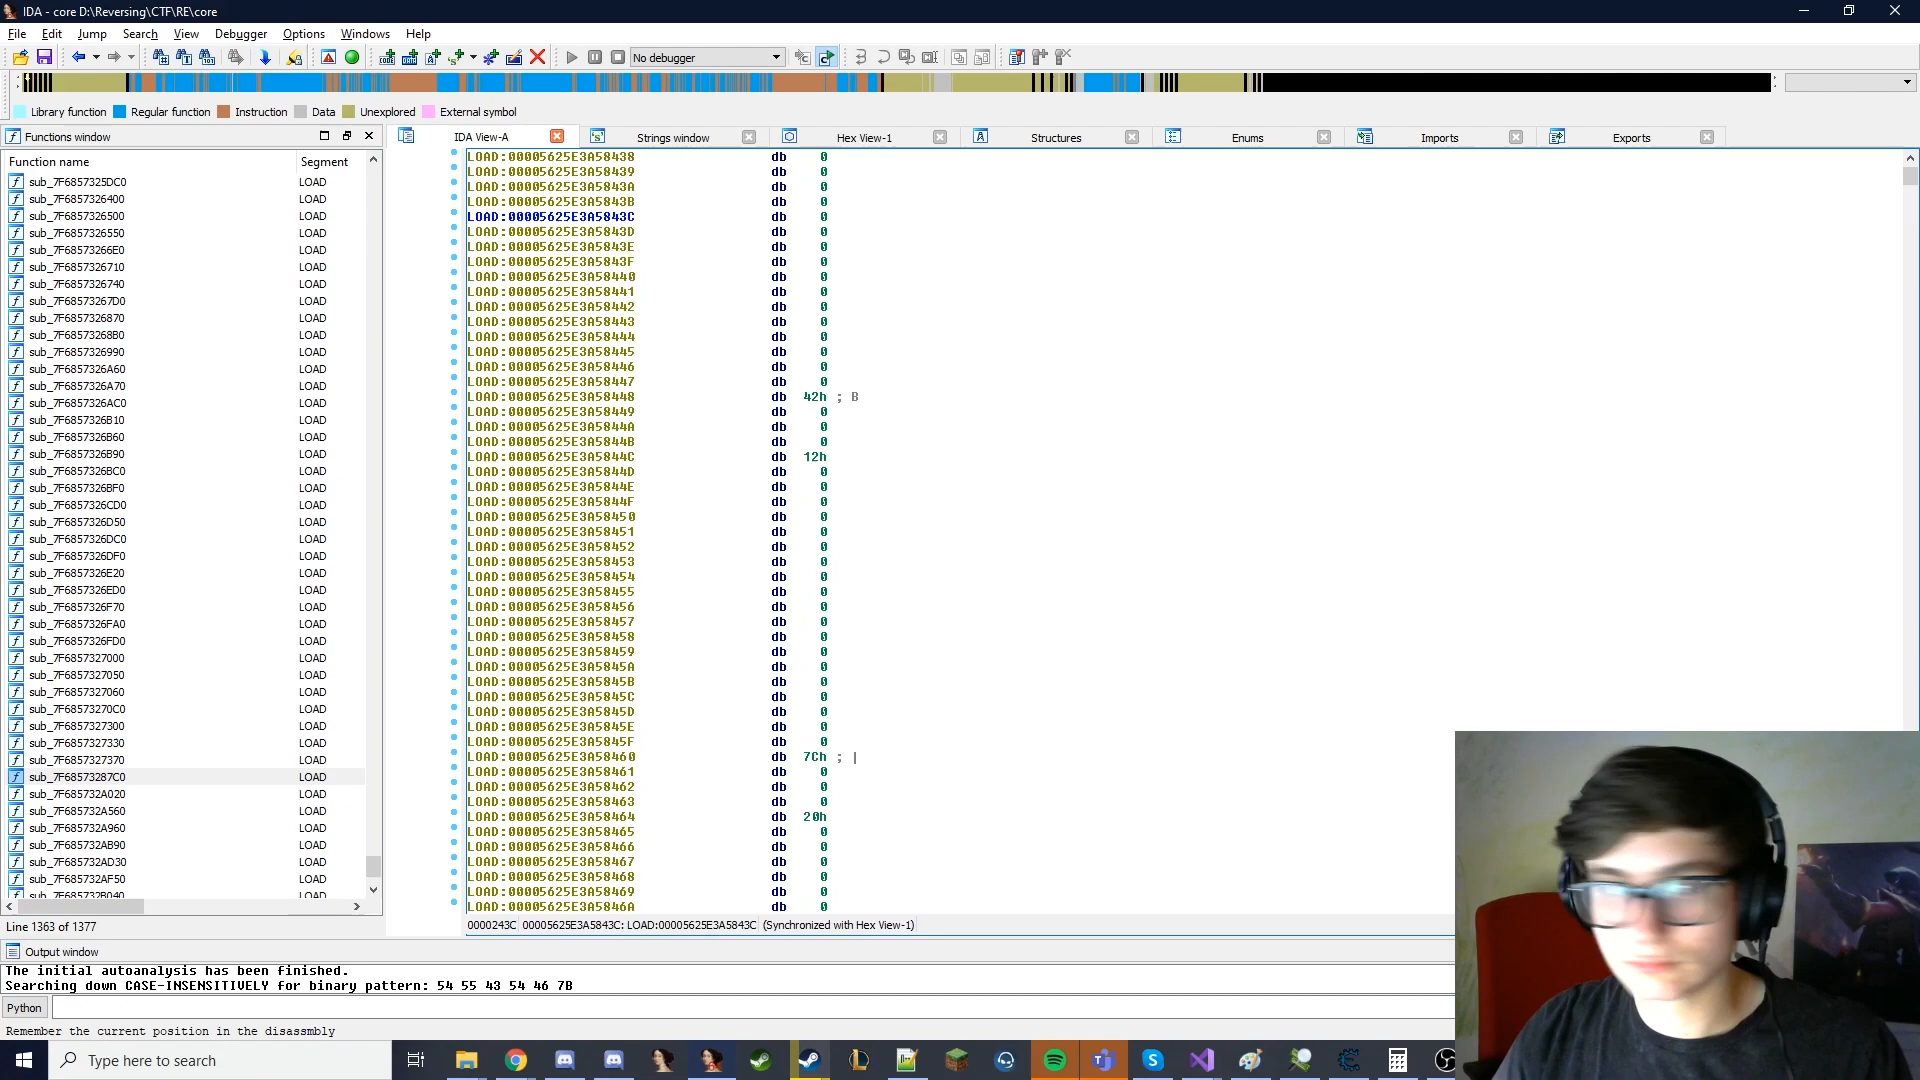 IDA - core D:\Reversing\CTF\RE\core
File Edit Jump Search View Debugger Options Windows Help
No debugger
Library function Regular function Instruction Data Unexplored External symbol
Functions window
IDA View-A Strings window Hex View-1 Structures Enums Imports Exports
Function name Segment
sub_7F6857325DC0 LOAD
sub_7F6857326400 LOAD
sub_7F6857326500 LOAD
sub_7F6857326550 LOAD
sub_7F68573266E0 LOAD
sub_7F6857326710 LOAD
sub_7F6857326740 LOAD
sub_7F68573267D0 LOAD
sub_7F6857326870 LOAD
sub_7F68573268B0 LOAD
sub_7F6857326990 LOAD
sub_7F6857326A60 LOAD
sub_7F6857326A70 LOAD
sub_7F6857326AC0 LOAD
sub_7F6857326B10 LOAD
sub_7F6857326B60 LOAD
sub_7F6857326B90 LOAD
sub_7F6857326BC0 LOAD
sub_7F6857326BF0 LOAD
sub_7F6857326CD0 LOAD
sub_7F6857326D50 LOAD
sub_7F6857326DC0 LOAD
sub_7F6857326DF0 LOAD
sub_7F6857326E20 LOAD
sub_7F6857326ED0 LOAD
sub_7F6857326F70 LOAD
sub_7F6857326FA0 LOAD
sub_7F6857326FD0 LOAD
sub_7F6857327000 LOAD
sub_7F6857327050 LOAD
sub_7F6857327060 LOAD
sub_7F68573270C0 LOAD
sub_7F6857327300 LOAD
sub_7F6857327330 LOAD
sub_7F6857327370 LOAD
sub_7F68573287C0 LOAD
sub_7F685732A020 LOAD
sub_7F685732A560 LOAD
sub_7F685732A960 LOAD
sub_7F685732AB90 LOAD
sub_7F685732AD30 LOAD
sub_7F685732AF50 LOAD
sub_7F685732B040 LOAD
Line 1363 of 1377
LOAD:00005625E3A58438 db 0
LOAD:00005625E3A58439 db 0
LOAD:00005625E3A5843A db 0
LOAD:00005625E3A5843B db 0
LOAD:00005625E3A5843C db 0
LOAD:00005625E3A5843D db 0
LOAD:00005625E3A5843E db 0
LOAD:00005625E3A5843F db 0
LOAD:00005625E3A58440 db 0
LOAD:00005625E3A58441 db 0
LOAD:00005625E3A58442 db 0
LOAD:00005625E3A58443 db 0
LOAD:00005625E3A58444 db 0
LOAD:00005625E3A58445 db 0
LOAD:00005625E3A58446 db 0
LOAD:00005625E3A58447 db 0
LOAD:00005625E3A58448 db 42h ; B
LOAD:00005625E3A58449 db 0
LOAD:00005625E3A5844A db 0
LOAD:00005625E3A5844B db 0
LOAD:00005625E3A5844C db 12h
LOAD:00005625E3A5844D db 0
LOAD:00005625E3A5844E db 0
LOAD:00005625E3A5844F db 0
LOAD:00005625E3A58450 db 0
LOAD:00005625E3A58451 db 0
LOAD:00005625E3A58452 db 0
LOAD:00005625E3A58453 db 0
LOAD:00005625E3A58454 db 0
LOAD:00005625E3A58455 db 0
LOAD:00005625E3A58456 db 0
LOAD:00005625E3A58457 db 0
LOAD:00005625E3A58458 db 0
LOAD:00005625E3A58459 db 0
LOAD:00005625E3A5845A db 0
LOAD:00005625E3A5845B db 0
LOAD:00005625E3A5845C db 0
LOAD:00005625E3A5845D db 0
LOAD:00005625E3A5845E db 0
LOAD:00005625E3A5845F db 0
LOAD:00005625E3A58460 db 7Ch ; |
LOAD:00005625E3A58461 db 0
LOAD:00005625E3A58462 db 0
LOAD:00005625E3A58463 db 0
LOAD:00005625E3A58464 db 20h
LOAD:00005625E3A58465 db 0
LOAD:00005625E3A58466 db 0
LOAD:00005625E3A58467 db 0
LOAD:00005625E3A58468 db 0
LOAD:00005625E3A58469 db 0
LOAD:00005625E3A5846A db 0
0000243C 00005625E3A5843C: LOAD:00005625E3A5843C (Synchronized with Hex View-1)
Output window
The initial autoanalysis has been finished.
Searching down CASE-INSENSITIVELY for binary pattern: 54 55 43 54 46 7B
Python
Remember the current position in the disassmbly
Type here to search